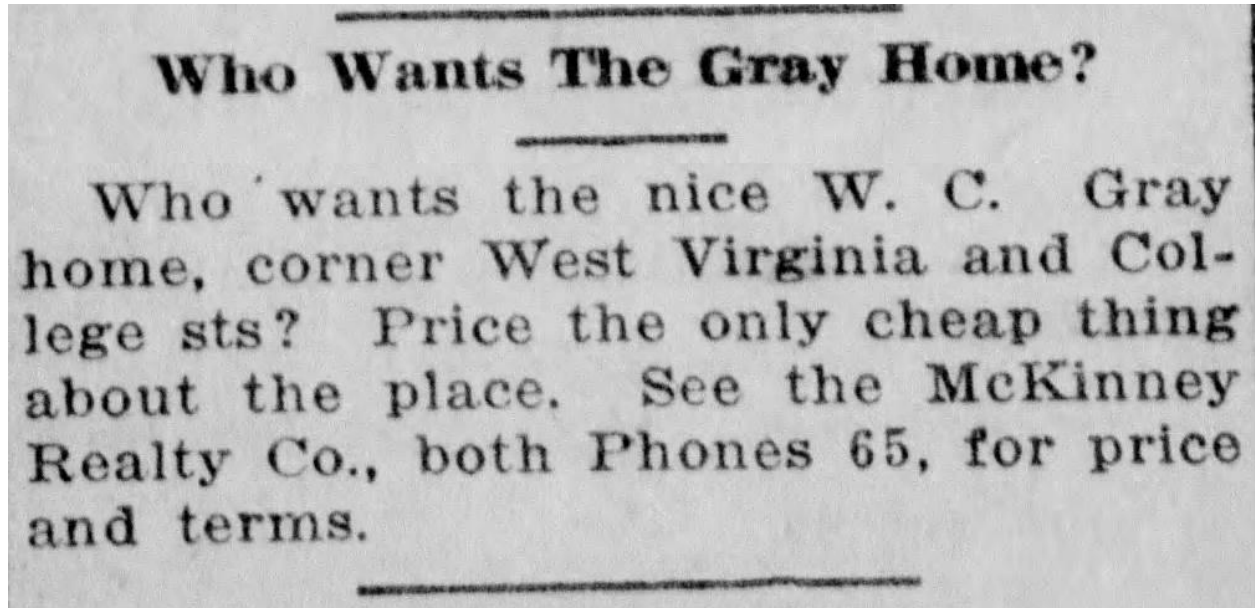 Who Wants The Gray Home?
Who wants the nice W. C. Gray
home, corner West Virginia and Col-
lege sts? Price the only cheap thing
about the place. See the McKinney
Realty Co., both Phones 65, for price
and terms.